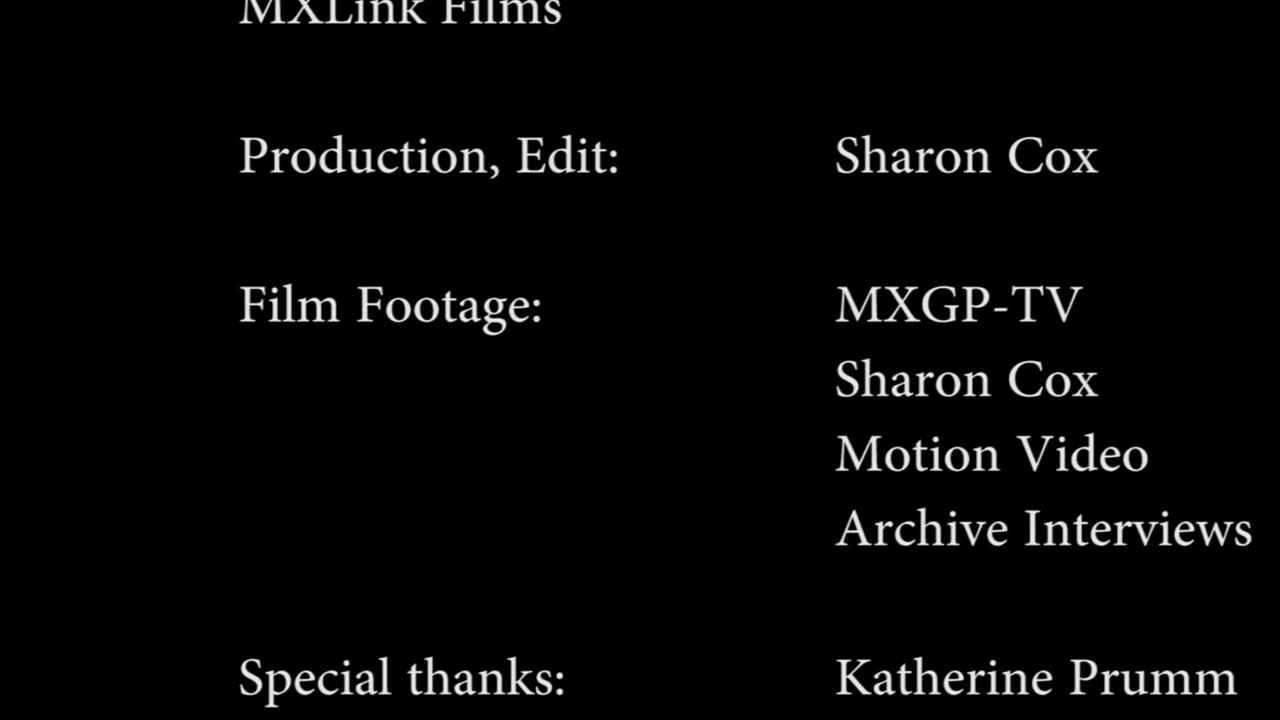 MXLink Films
Production, Edit: Sharon Cox
Film Footage: MXGP-TV
Sharon Cox
Motion Video
Archive Interviews
Special thanks: Katherine Prumm